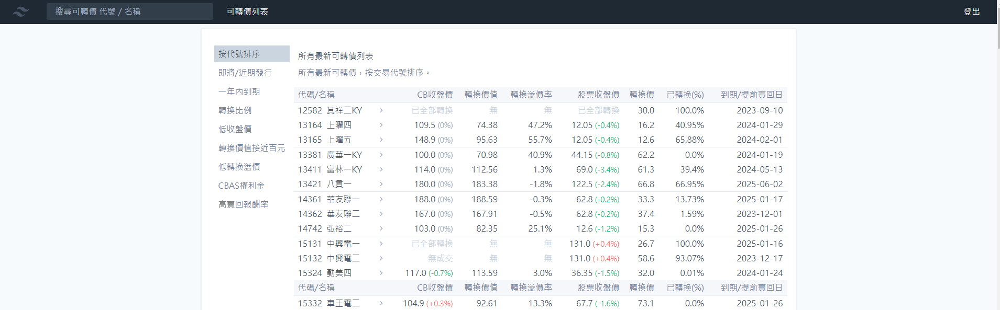 搜尋可轉債 代號 / 名稱 可轉債列表 登出
按代號排序
即將/近期發行
一年內到期
轉換比例
低收盤價
轉換價值接近百元
低轉換溢價
CBAS權利金
高賣回報酬率
所有最新可轉債列表
所有最新可轉債，按交易代號排序。
代碼/名稱 CB收盤價 轉換價值 轉換溢價率 股票收盤價 轉換價 已轉換(%) 到期/提前賣回日
12582 其祥二KY › 已全部轉換 無 無 已全部轉換 30.0 100.0% 2023-09-10
13164 上曜四 › 109.5 (0%) 74.38 47.2% 12.05 (-0.4%) 16.2 40.95% 2024-01-29
13165 上曜五 › 148.9 (0%) 95.63 55.7% 12.05 (-0.4%) 12.6 65.88% 2024-02-01
13381 廣華一KY › 100.0 (0%) 70.98 40.9% 44.15 (-0.8%) 62.2 0.0% 2024-01-19
13411 富林一KY › 114.0 (0%) 112.56 1.3% 69.0 (-3.4%) 61.3 39.4% 2024-05-13
13421 八貫一 › 180.0 (0%) 183.38 -1.8% 122.5 (-2.4%) 66.8 66.95% 2025-06-02
14361 華友聯一 › 188.0 (0%) 188.59 -0.3% 62.8 (-0.2%) 33.3 13.73% 2025-01-17
14362 華友聯二 › 167.0 (0%) 167.91 -0.5% 62.8 (-0.2%) 37.4 1.59% 2023-12-01
14742 弘裕二 › 103.0 (0%) 82.35 25.1% 12.6 (-1.2%) 15.3 0.0% 2025-01-26
15131 中興電一 › 已全部轉換 無 無 131.0 (+0.4%) 26.7 100.0% 2025-01-16
15132 中興電二 › 無成交 無 無 131.0 (+0.4%) 58.6 93.07% 2023-12-17
15324 勤美四 › 117.0 (-0.7%) 113.59 3.0% 36.35 (-1.5%) 32.0 0.01% 2024-01-24
代碼/名稱 CB收盤價 轉換價值 轉換溢價率 股票收盤價 轉換價 已轉換(%) 到期/提前賣回日
15332 車王電二 › 104.9 (+0.3%) 92.61 13.3% 67.7 (-1.6%) 73.1 0.0% 2025-01-26